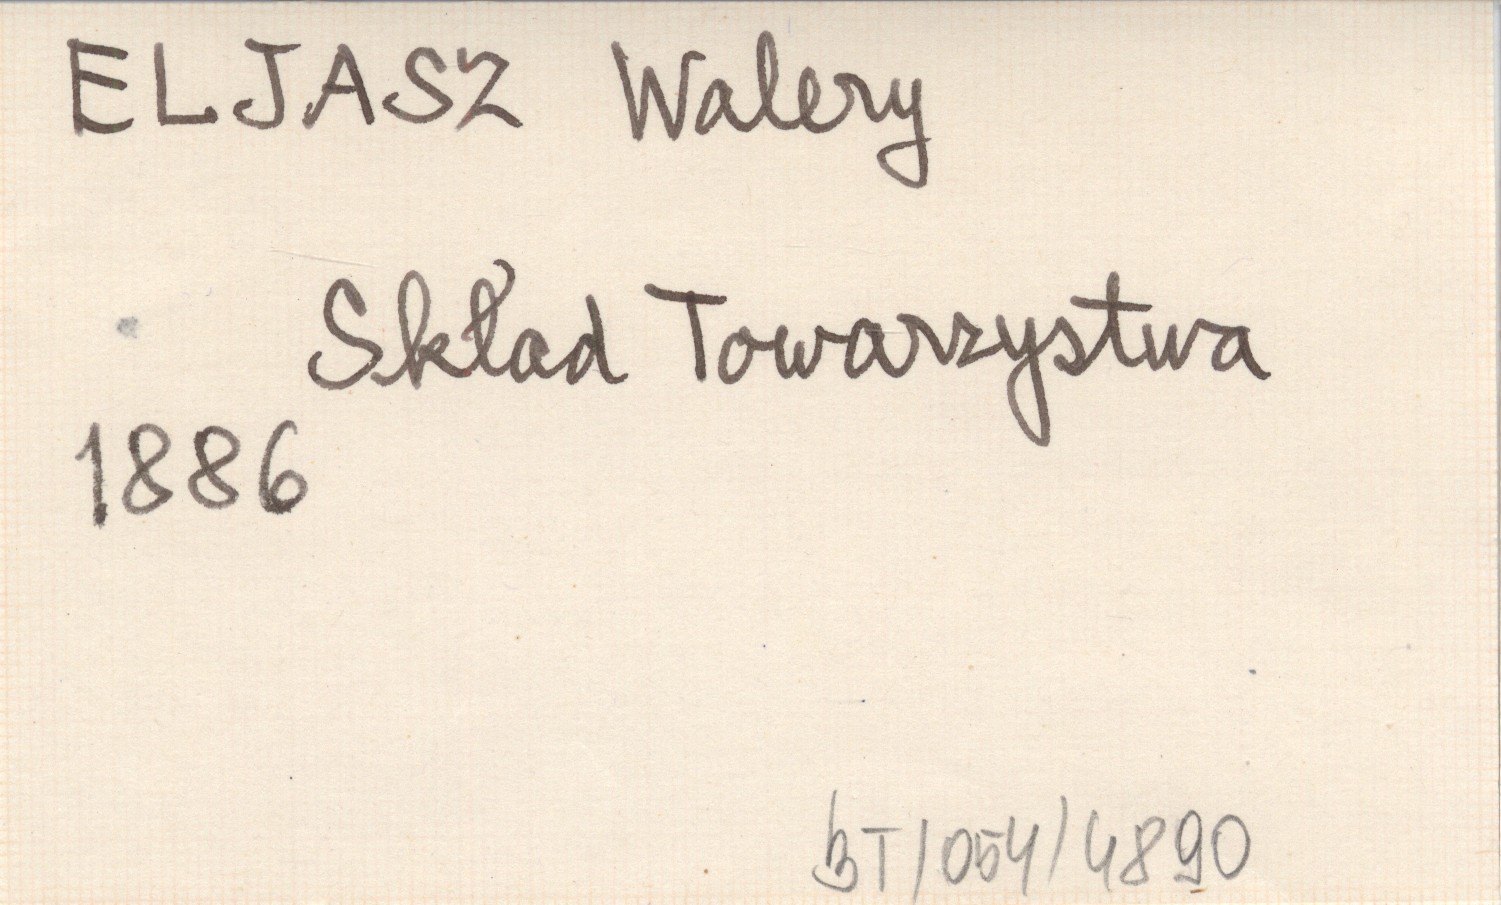 ELJASZ Walery
Skład Towarzystwa
1886
BT/054/4890